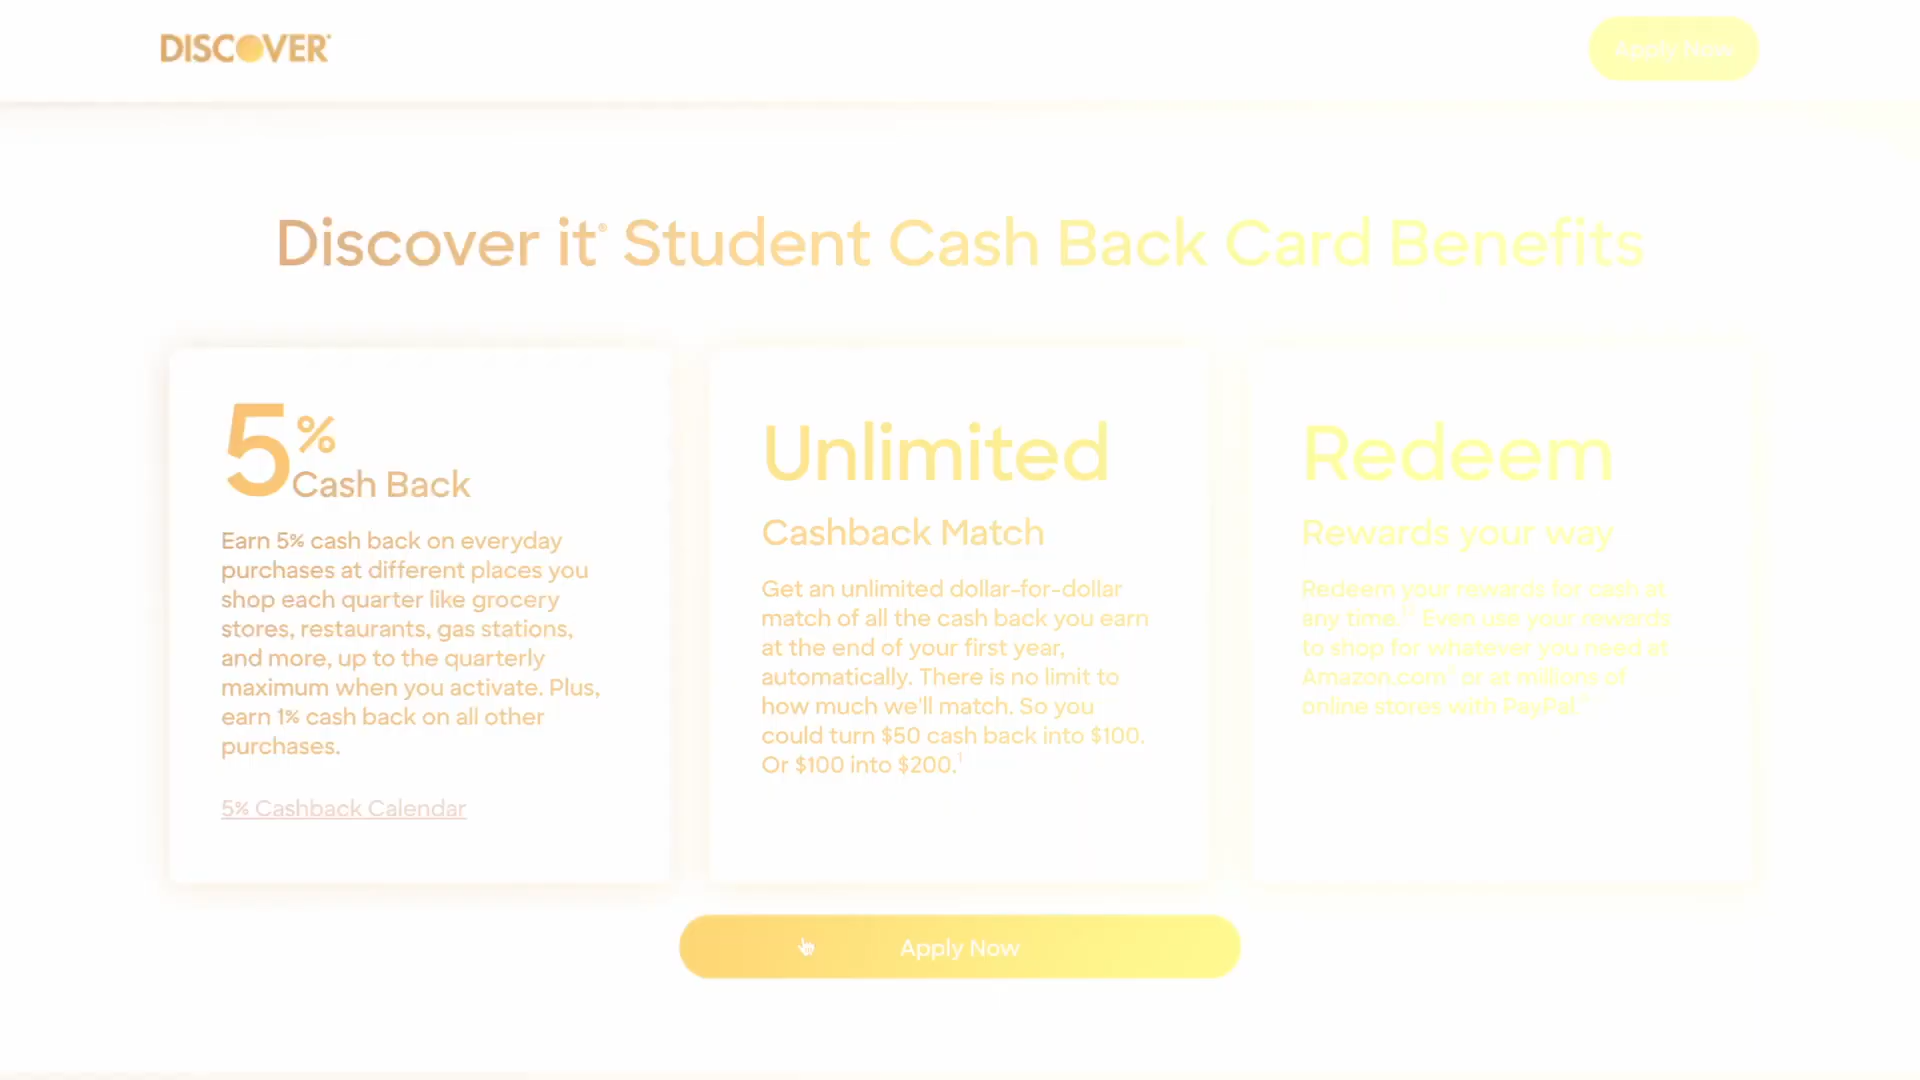 DISCOVER
Apply Now
Discover it® Student Cash Back Card Benefits
5%
Cash Back
Earn 5% cash back on everyday
purchases at different places you
shop each quarter like grocery
stores, restaurants, gas stations,
and more, up to the quarterly
maximum when you activate. Plus,
earn 1% cash back on all other
purchases.
5% Cashback Calendar
Unlimited
Cashback Match
Get an unlimited dollar-for-dollar
match of all the cash back you earn
at the end of your first year,
automatically. There is no limit to
how much we'll match. So you
could turn $50 cash back into $100.
Or $100 into $200.¹
Redeem
Rewards your way
Redeem your rewards for cash at
any time. Even use your rewards
to shop for whatever you need at
Amazon.com or at millions of
online stores with PayPal.
Apply Now